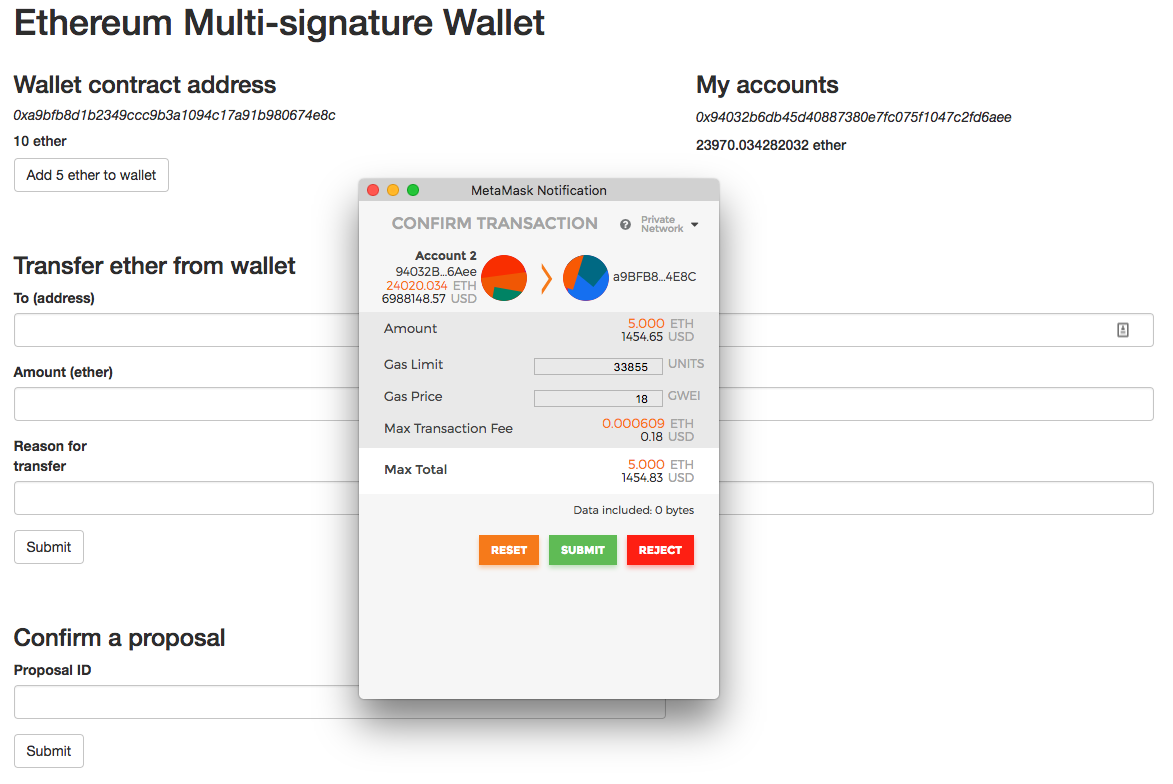 Ethereum Multi-signature Wallet
Wallet contract address
0xa9bfb8d1b2349ccc9b3a1094c17a91b980674e8c
10 ether
Add 5 ether to wallet
My accounts
0x94032b6db45d40887380e7fc075f1047c2fd6aee
23970.034282032 ether
Transfer ether from wallet
To (address)
Amount (ether)
Reason for
transfer
Submit
Confirm a proposal
Proposal ID
Submit
MetaMask Notification
CONFIRM TRANSACTION
Private
Network
Account 2
94032B...6Aee
24020.034 ETH
6988148.57 USD
a9BFB8...4E8C
Amount
5.000 ETH
1454.65 USD
Gas Limit 33855 UNITS
Gas Price 18 GWEI
Max Transaction Fee
0.000609 ETH
0.18 USD
Max Total
5.000 ETH
1454.83 USD
Data included: 0 bytes
RESET SUBMIT REJECT